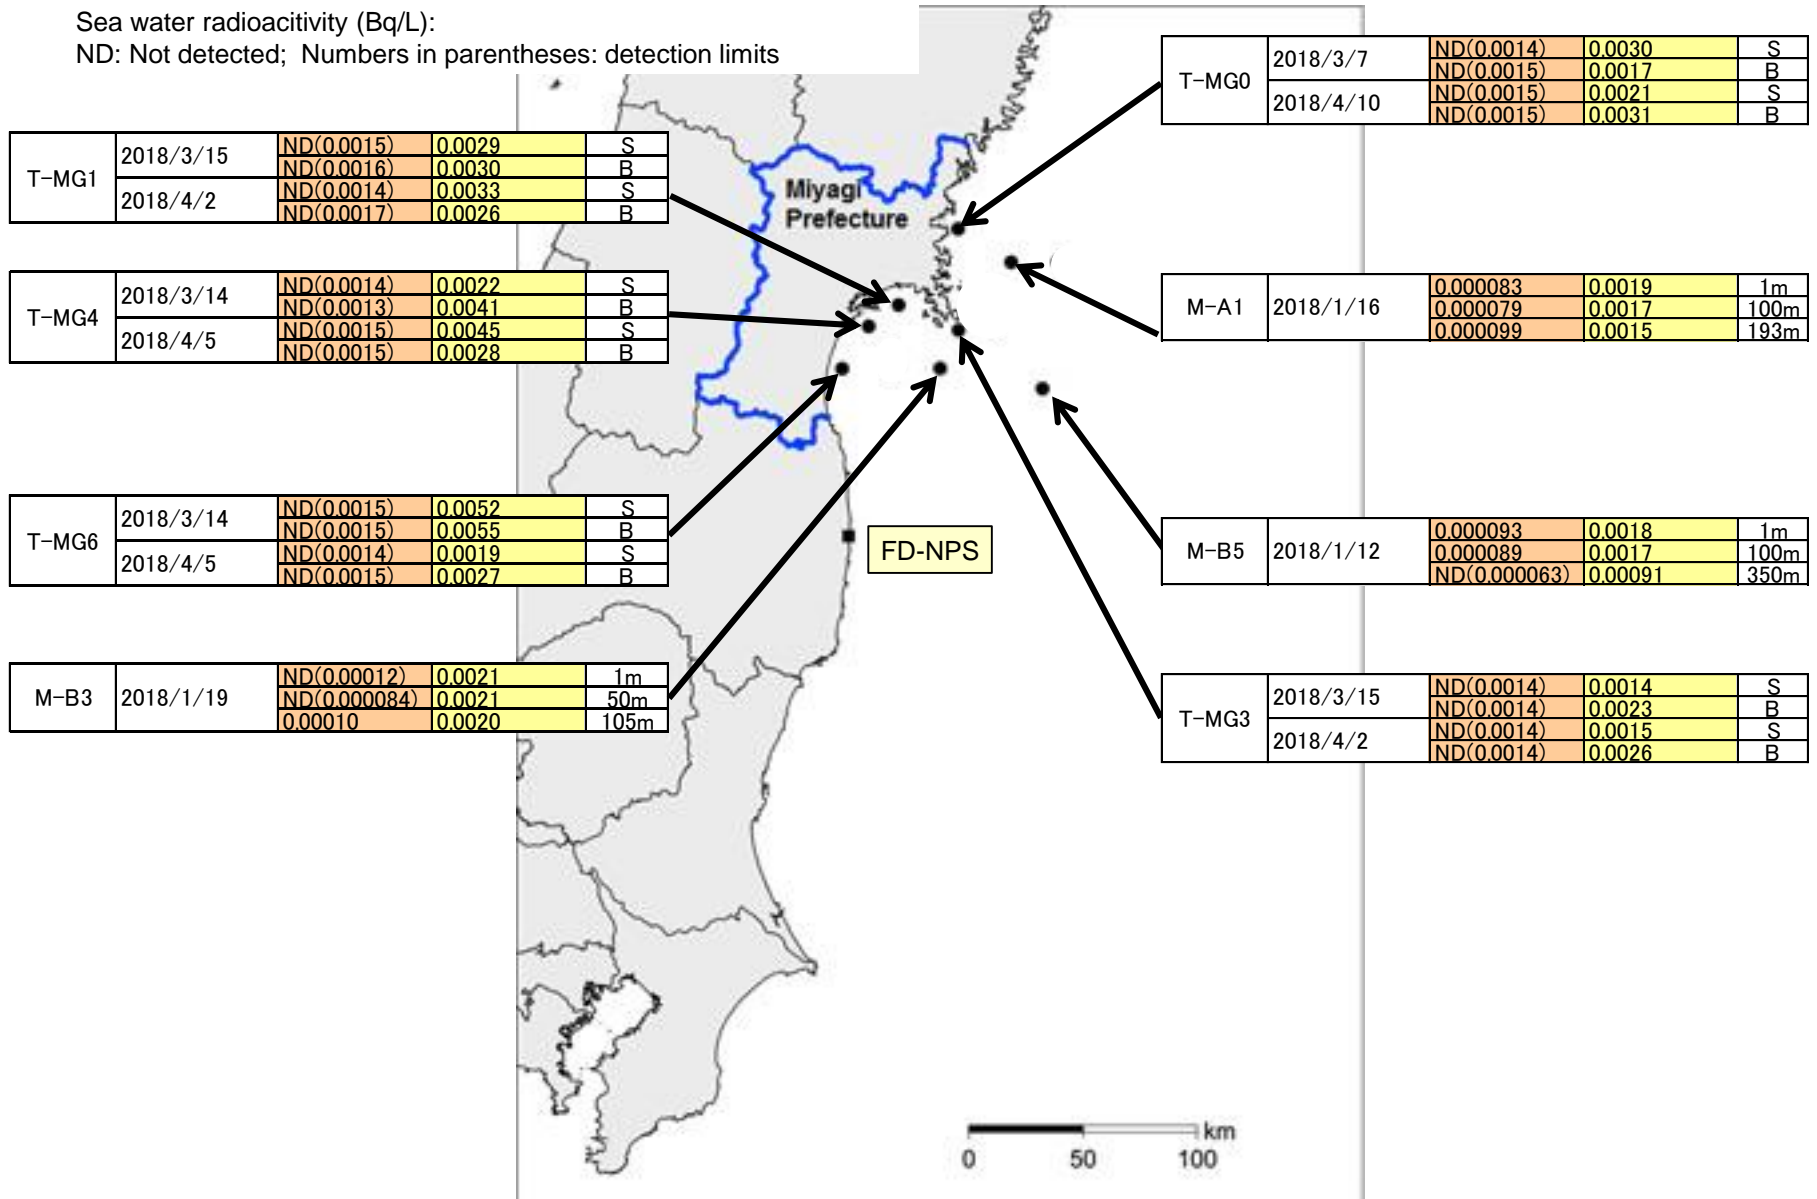 Sea water radioacitivity (Bq/L):
ND: Not detected;  Numbers in parentheses: detection limits
T-MG0
2018/3/7 ND(0.0014) 0.0030 S
ND(0.0015) 0.0017 B
2018/4/10 ND(0.0015) 0.0021 S
ND(0.0015) 0.0031 B
T-MG1
2018/3/15 ND(0.0015) 0.0029 S
ND(0.0016) 0.0030 B
2018/4/2 ND(0.0014) 0.0033 S
ND(0.0017) 0.0026 B
Miyagi
Prefecture
T-MG4
2018/3/14 ND(0.0014) 0.0022 S
ND(0.0013) 0.0041 B
2018/4/5 ND(0.0015) 0.0045 S
ND(0.0015) 0.0028 B
M-A1
2018/1/16 0.000083 0.0019 1m
0.000079 0.0017 100m
0.000099 0.0015 193m
T-MG6
2018/3/14 ND(0.0015) 0.0052 S
ND(0.0015) 0.0055 B
2018/4/5 ND(0.0014) 0.0019 S
ND(0.0015) 0.0027 B
FD-NPS
M-B5
2018/1/12 0.000093 0.0018 1m
0.000089 0.0017 100m
ND(0.000063) 0.00091 350m
M-B3
2018/1/19 ND(0.00012) 0.0021 1m
ND(0.000084) 0.0021 50m
0.00010 0.0020 105m
T-MG3
2018/3/15 ND(0.0014) 0.0014 S
ND(0.0014) 0.0023 B
2018/4/2 ND(0.0014) 0.0015 S
ND(0.0014) 0.0026 B
km
0 50 100